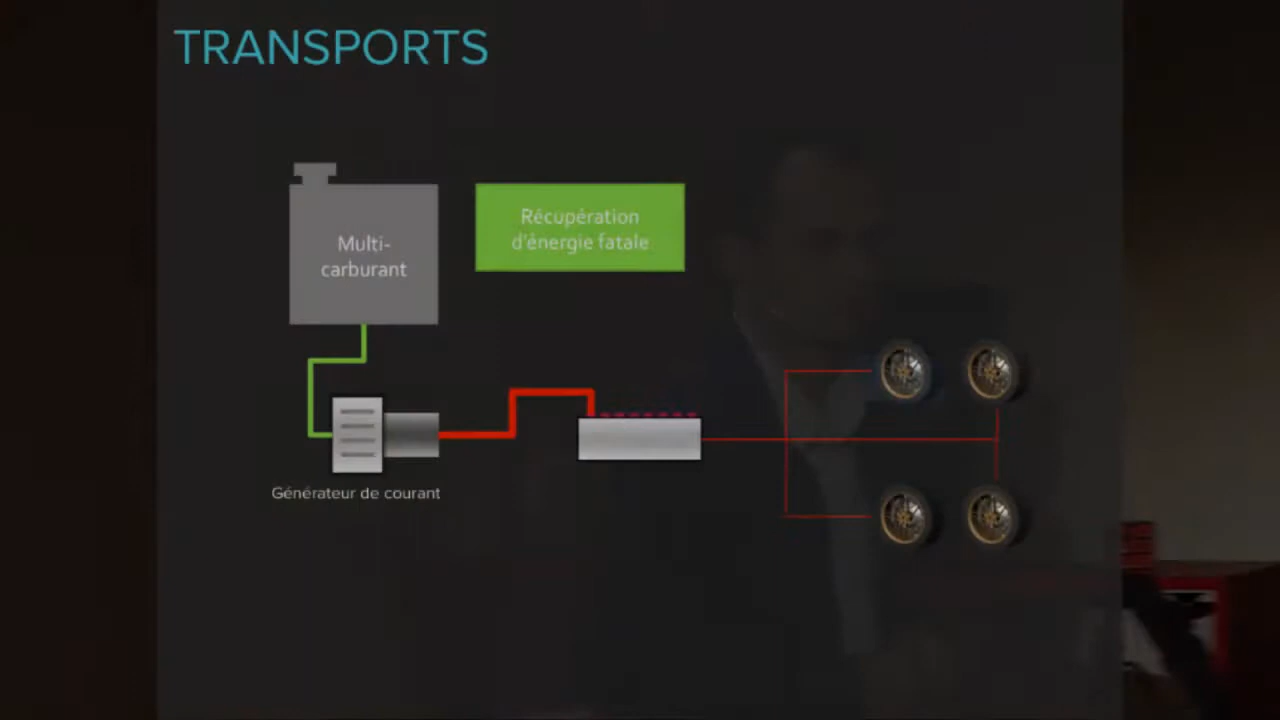 TRANSPORTS
Multi-
carburant
Récupération
d'énergie fatale
Générateur de courant